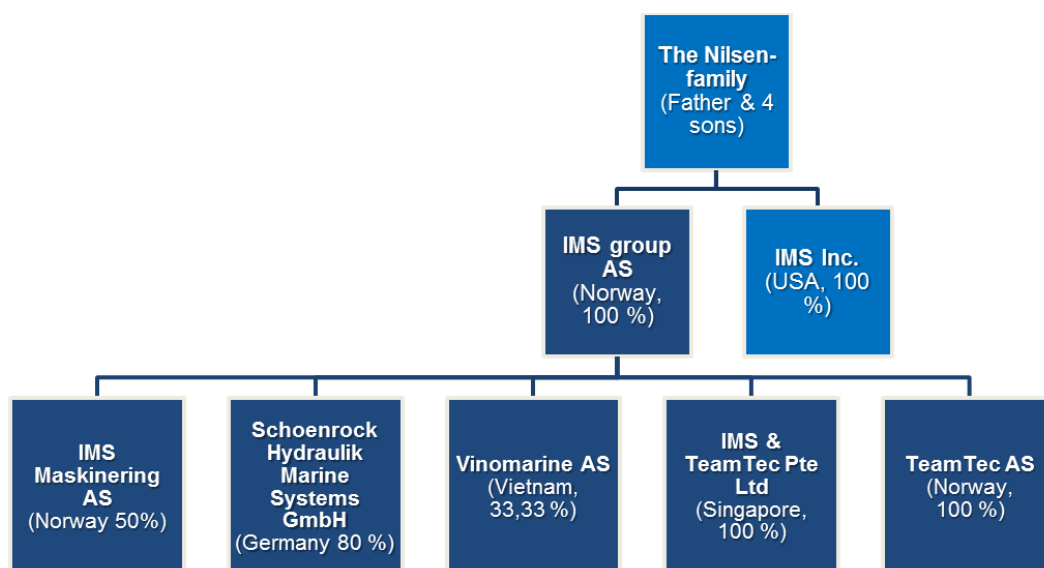 The Nilsen-
family
(Father & 4
sons)
IMS group
AS
(Norway,
100 %)
IMS Inc.
(USA, 100
%)
IMS
Maskinering
AS
(Norway 50%)
Schoenrock
Hydraulik
Marine
Systems
GmbH
(Germany 80 %)
Vinomarine AS
(Vietnam,
33,33 %)
IMS &
TeamTec Pte
Ltd
(Singapore,
100 %)
TeamTec AS
(Norway,
100 %)